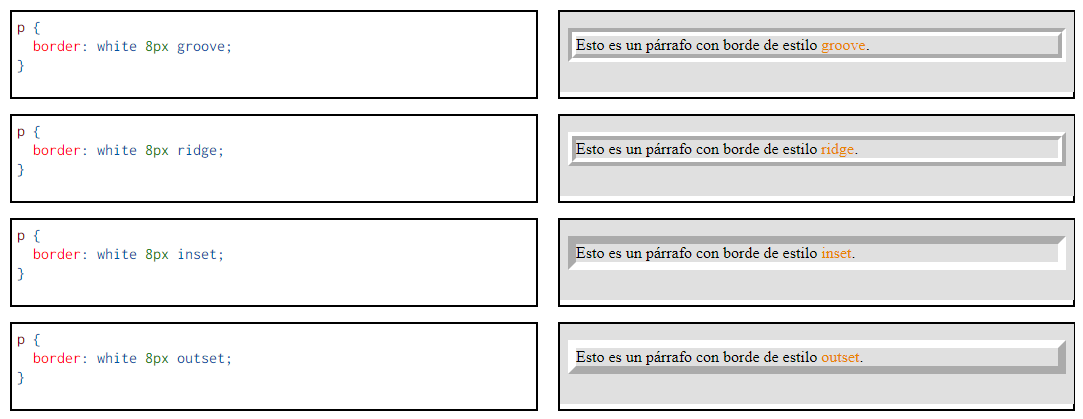 p {
border: white 8px groove;
}
Esto es un párrafo con borde de estilo groove.
p {
border: white 8px ridge;
}
Esto es un párrafo con borde de estilo ridge.
p {
border: white 8px inset;
}
Esto es un párrafo con borde de estilo inset.
p {
border: white 8px outset;
}
Esto es un párrafo con borde de estilo outset.